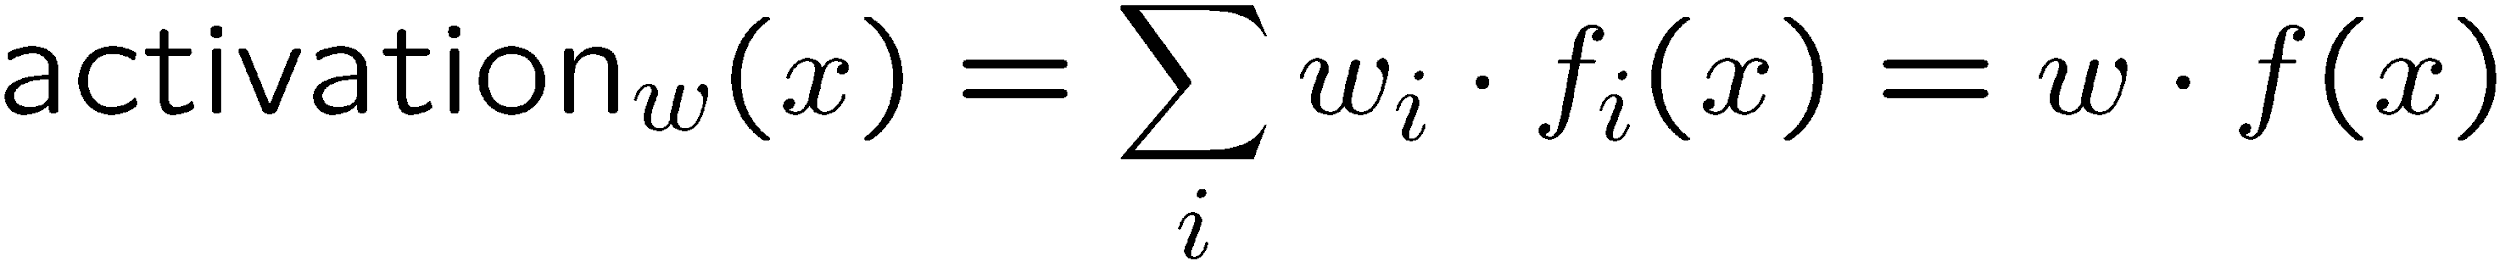 activation_w(x) = ∑_i w_i · f_i(x) = w · f(x)